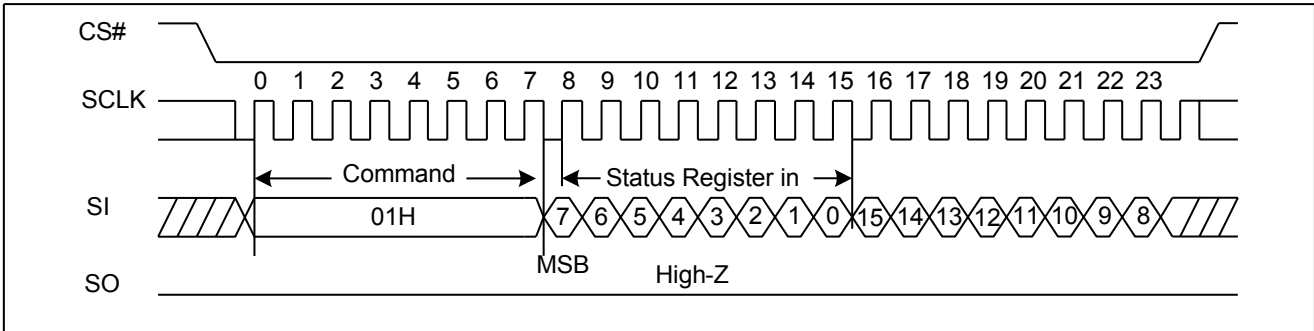 CS#
0 1 2 3 4 5 6 7 8 9 10 11 12 13 14 15 16 17 18 19 20 21 22 23
SCLK
Command Status Register in
SI 01H 7 6 5 4 3 2 1 0 15 14 13 12 11 10 9 8
MSB High-Z
SO